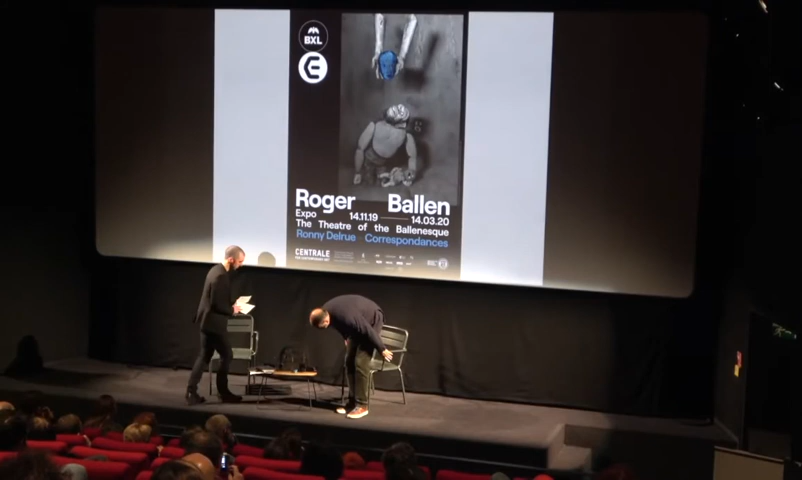 BXL
Roger Ballen
Expo 14.11.19 — 14.03.20
The Theatre of the Ballenesque
Ronny Delrue Correspondances
CENTRALE